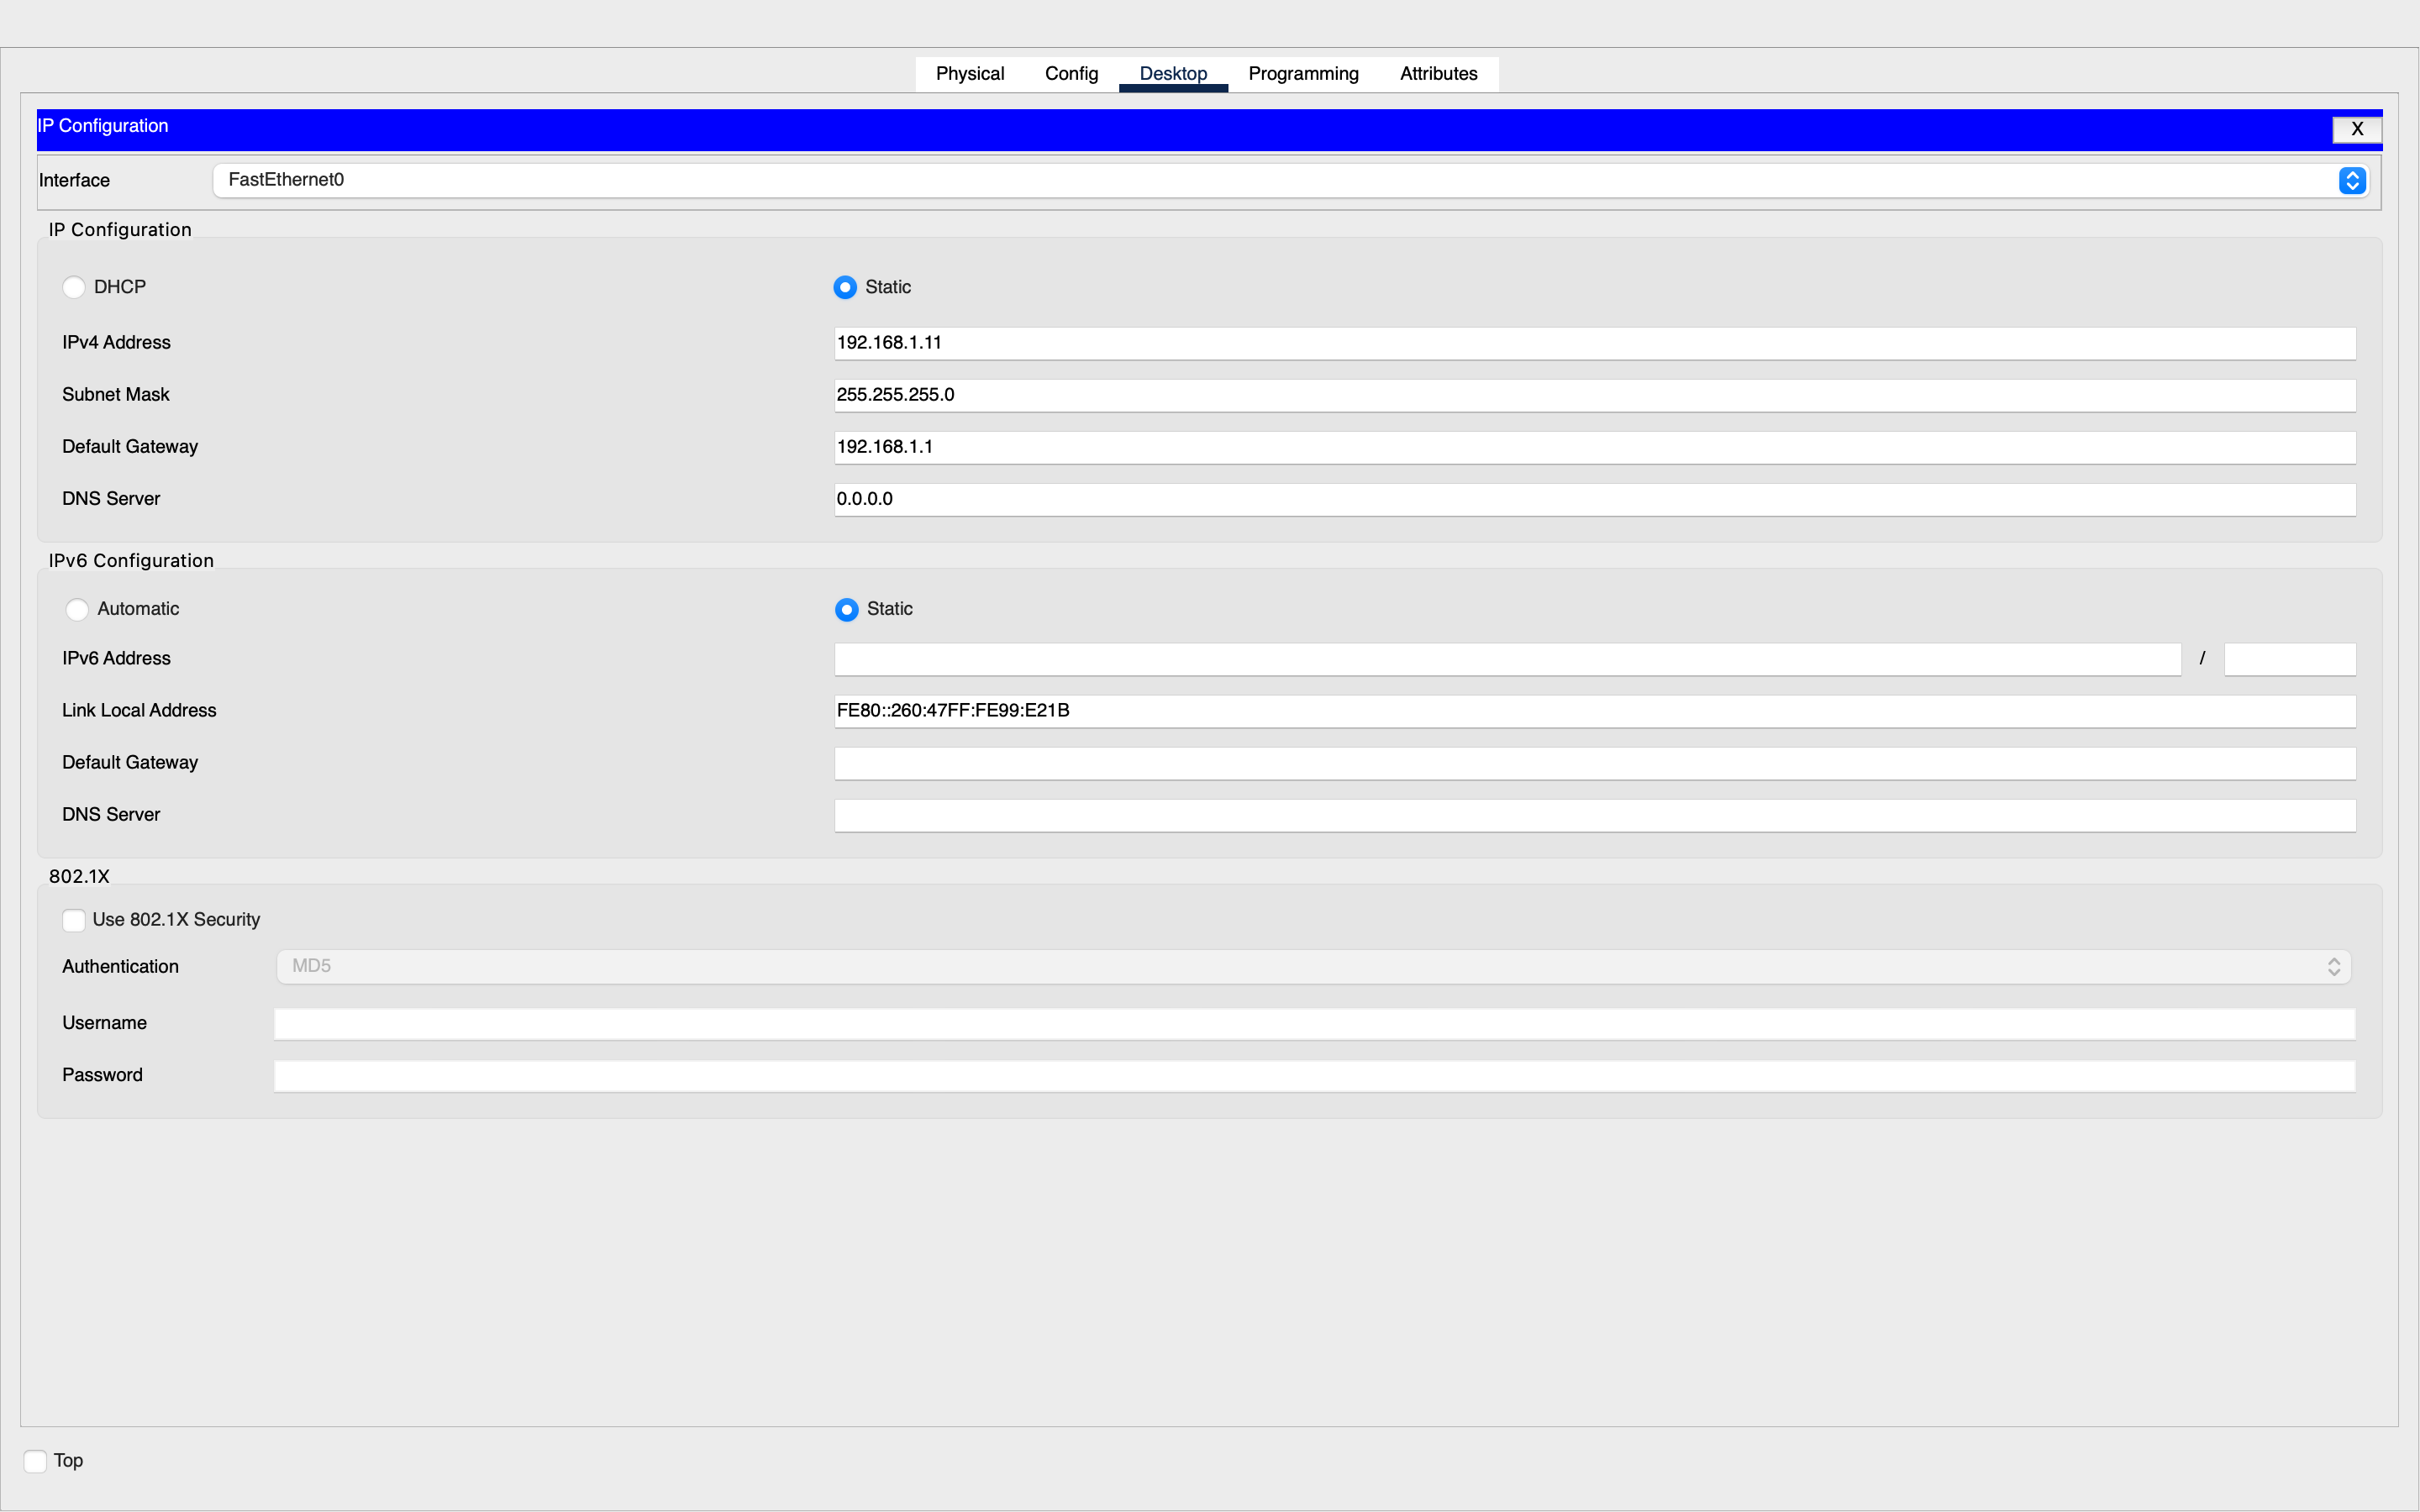 Physical Config Desktop Programming Attributes
IP Configuration X
Interface FastEthernet0
IP Configuration
DHCP Static
IPv4 Address 192.168.1.11
Subnet Mask 255.255.255.0
Default Gateway 192.168.1.1
DNS Server 0.0.0.0
IPv6 Configuration
Automatic Static
IPv6 Address /
Link Local Address FE80::260:47FF:FE99:E21B
Default Gateway
DNS Server
802.1X
Use 802.1X Security
Authentication MD5
Username
Password
Top